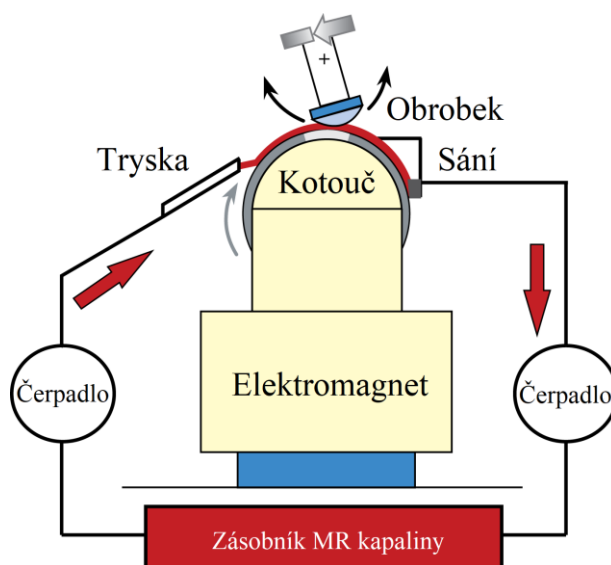 +
Obrobek
Tryska
Kotouč
Sání
Elektromagnet
Čerpadlo
Čerpadlo
Zásobník MR kapaliny